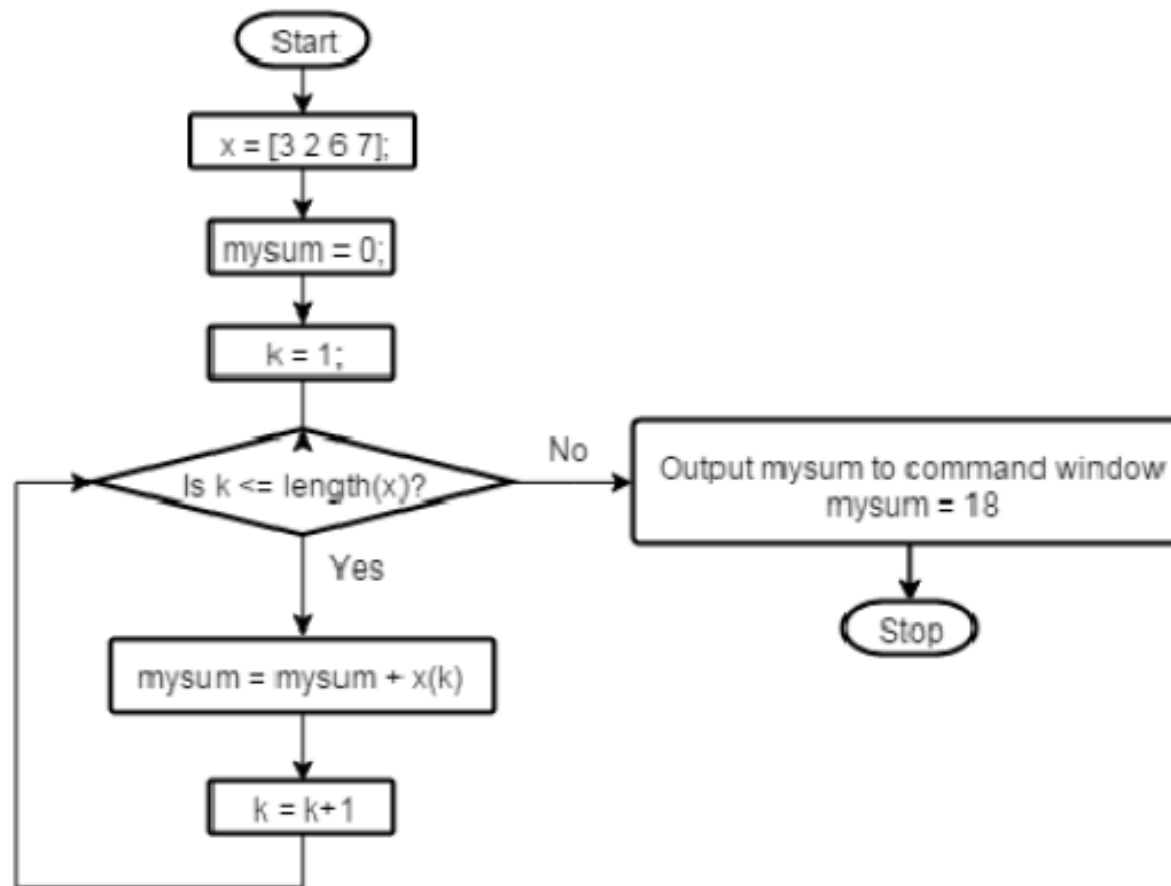 Start
x = [3 2 6 7];
mysum = 0;
k = 1;
Is k <= length(x)?
No
Output mysum to command window
mysum = 18
Yes
Stop
mysum = mysum + x(k)
k = k+1